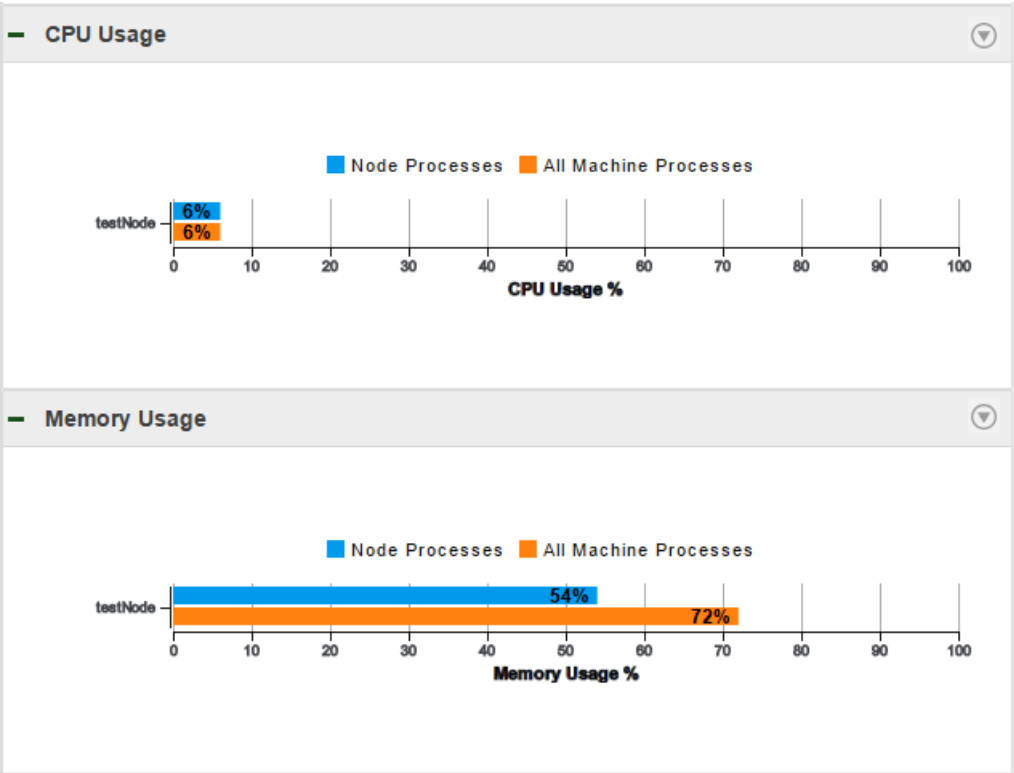 CPU Usage
Node Processes All Machine Processes
testNode
6%
6%
0 10 20 30 40 50 60 70 80 90 100
CPU Usage %
Memory Usage
Node Processes All Machine Processes
testNode
54%
72%
0 10 20 30 40 50 60 70 80 90 100
Memory Usage %